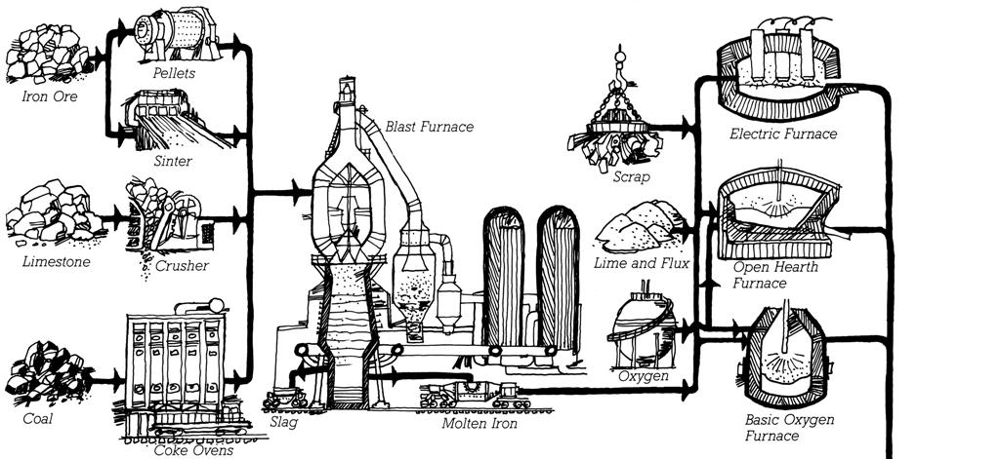 Iron Ore
Pellets
Sinter
Limestone
Crusher
Coal
Coke Ovens
Blast Furnace
Slag
Molten Iron
Scrap
Lime and Flux
Oxygen
Electric Furnace
Open Hearth
Furnace
Basic Oxygen
Furnace